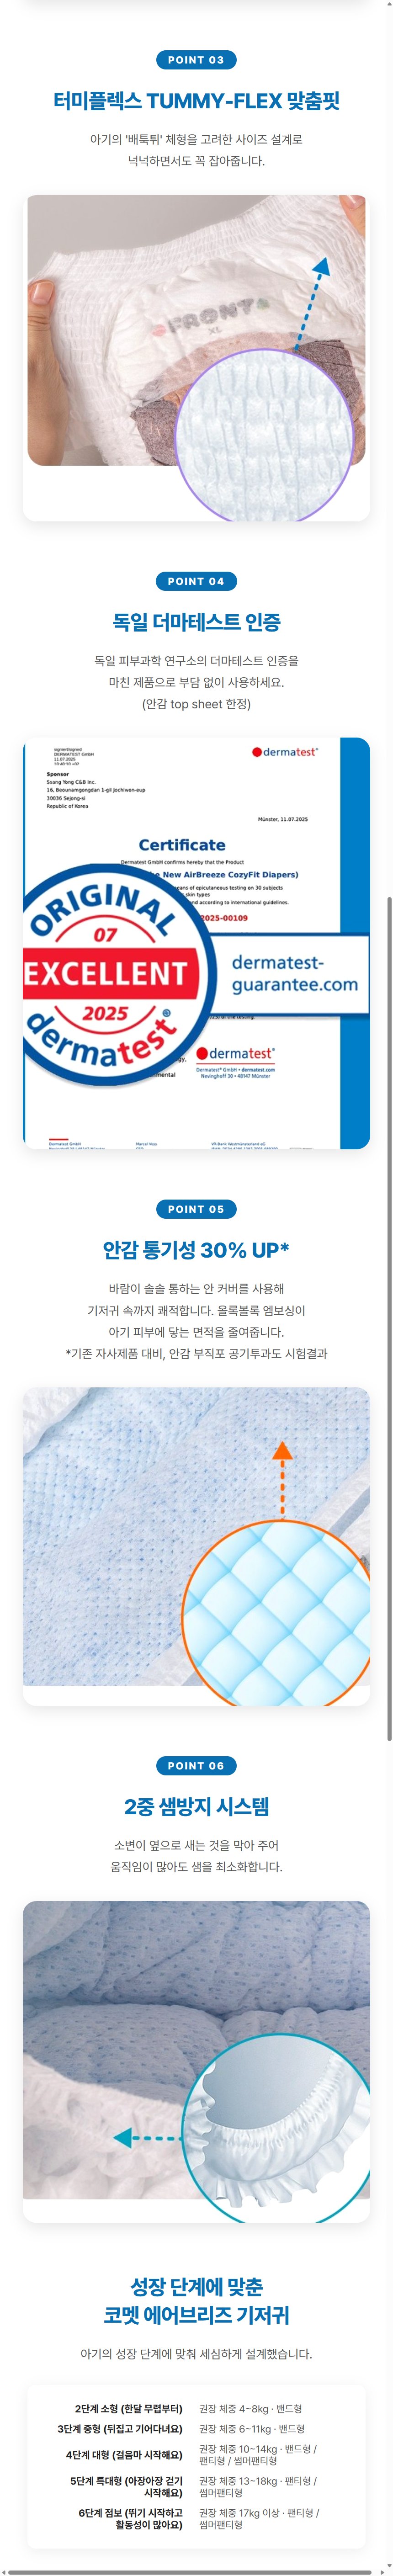 POINT 03
터미플렉스 TUMMY-FLEX 맞춤핏
아기의 '배툭튀' 체형을 고려한 사이즈 설계로
넉넉하면서도 꼭 잡아줍니다.
FRONT
XL
POINT 04
독일 더마테스트 인증
독일 피부과학 연구소의 더마테스트 인증을
마친 제품으로 부담 없이 사용하세요.
(안감 top sheet 한정)
DERMATEST GmbH
11.07.2025
dermatest®
Sponsor
Ssang Yong C&B Inc.
16, Beounamgongdan 1-gil Jochiwon-eup
30036 Sejong-si
Republic of Korea
Münster, 11.07.2025
Certificate
Dermatest GmbH confirms hereby that the Product
New AirBreeze CozyFit Diapers)
eans of epicutaneous testing on 30 subjects
skin types
and according to international guidelines.
2025-00109
ORIGINAL
07
EXCELLENT
2025
dermatest®
dermatest-
guarantee.com
at the testing.
dermatest®
Dermatest® GmbH • dermatest.com
Nevinghoff 30 • 48147 Münster
mental
Dermatest GmbH
Marcel Voss
POINT 05
안감 통기성 30% UP*
바람이 솔솔 통하는 안 커버를 사용해
기저귀 속까지 쾌적합니다. 올록볼록 엠보싱이
아기 피부에 닿는 면적을 줄여줍니다.
*기존 자사제품 대비, 안감 부직포 공기투과도 시험결과
POINT 06
2중 샘방지 시스템
소변이 옆으로 새는 것을 막아 주어
움직임이 많아도 샘을 최소화합니다.
성장 단계에 맞춘
코멧 에어브리즈 기저귀
아기의 성장 단계에 맞춰 세심하게 설계했습니다.
2단계 소형 (한달 무렵부터) 권장 체중 4~8kg · 밴드형
3단계 중형 (뒤집고 기어다녀요) 권장 체중 6~11kg · 밴드형
4단계 대형 (걸음마 시작해요) 권장 체중 10~14kg · 밴드형 /
팬티형 / 썸머팬티형
5단계 특대형 (아장아장 걷기 권장 체중 13~18kg · 팬티형 /
시작해요) 썸머팬티형
6단계 점보 (뛰기 시작하고 권장 체중 17kg 이상 · 팬티형 /
활동성이 많아요) 썸머팬티형